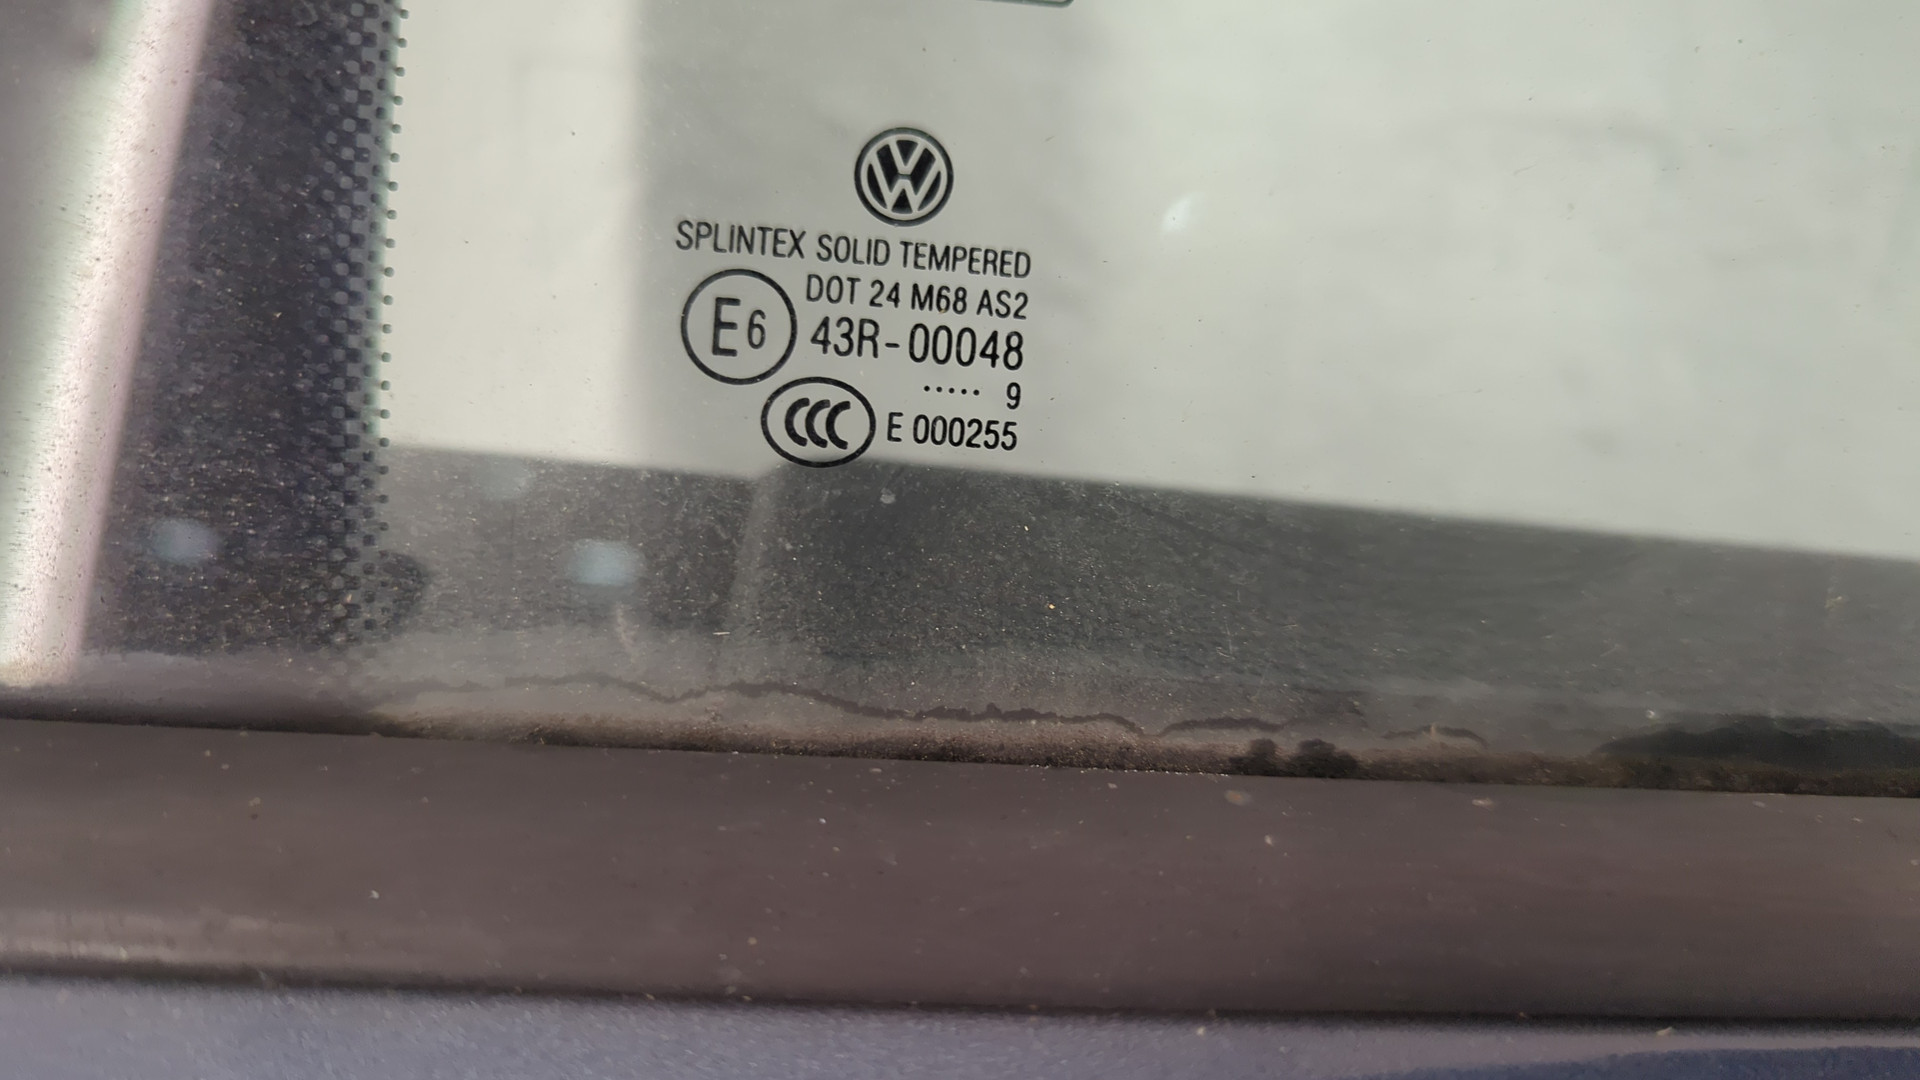 SPLINTEX SOLID TEMPERED
DOT 24 M68 AS2
E6 43R-00048
..... 9
CCC E 000255